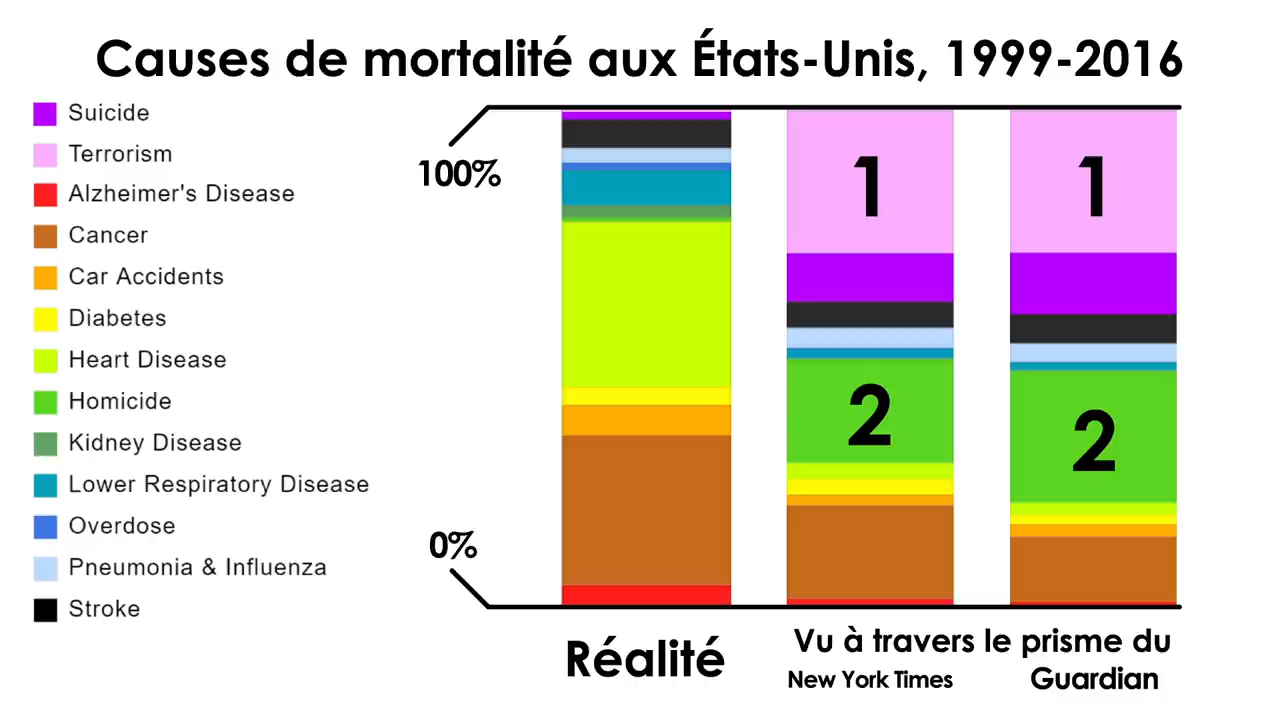 Causes de mortalité aux États-Unis, 1999-2016
Suicide
Terrorism
Alzheimer's Disease
Cancer
Car Accidents
Diabetes
Heart Disease
Homicide
Kidney Disease
Lower Respiratory Disease
Overdose
Pneumonia & Influenza
Stroke
100%
0%
1
2
1
2
Réalité
Vu à travers le prisme du
New York Times
Guardian